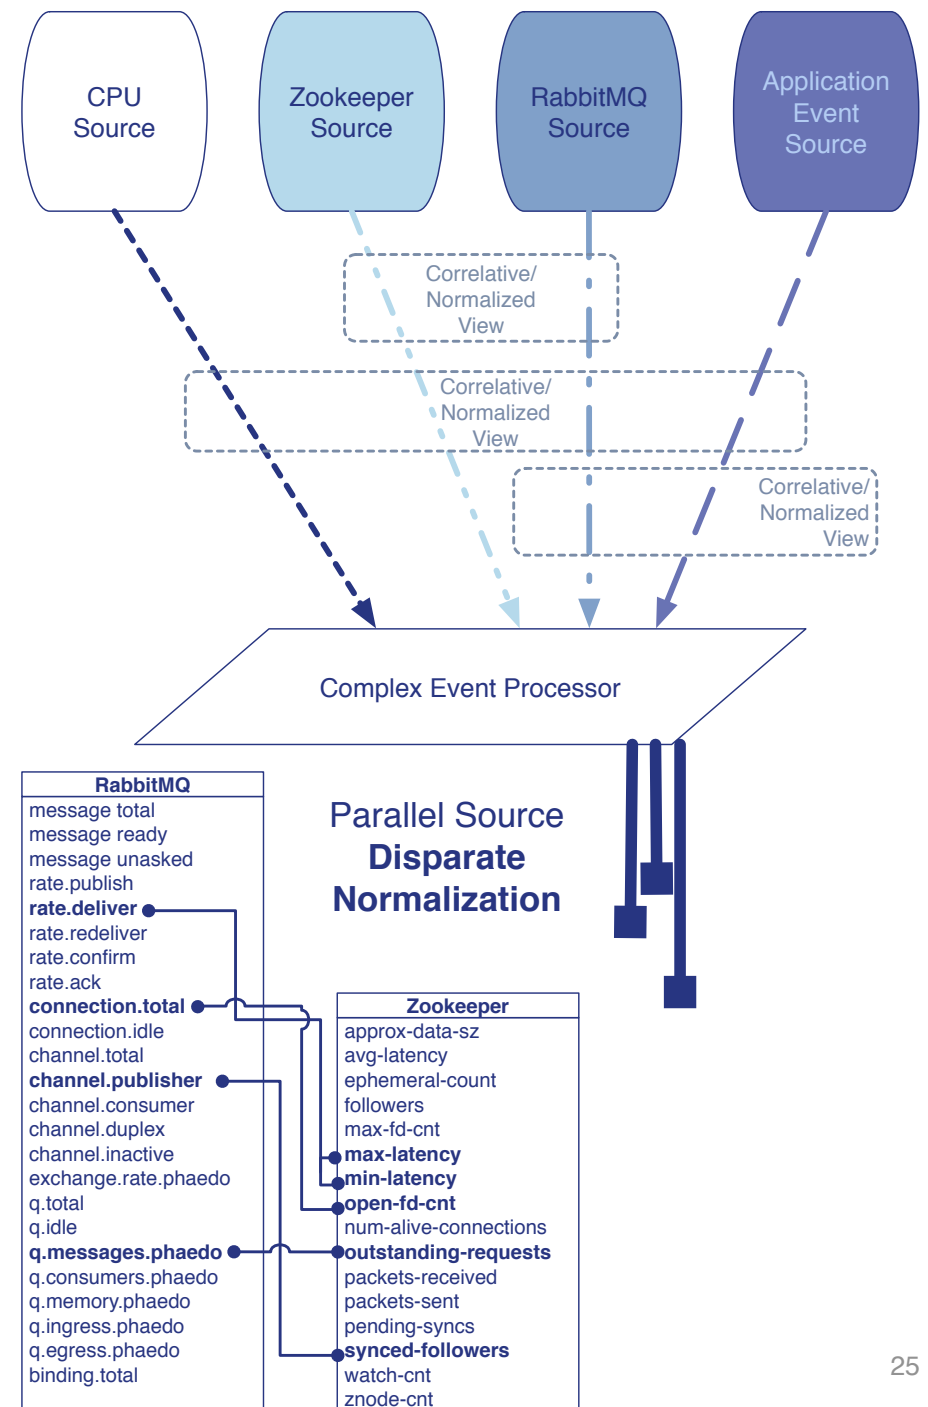 CPU
Source
Zookeeper
Source
RabbitMQ
Source
Application
Event
Source
Correlative/
Normalized
View
Correlative/
Normalized
View
Correlative/
Normalized
View
Complex Event Processor
Parallel Source
Disparate
Normalization
RabbitMQ
message total
message ready
message unasked
rate.publish
rate.deliver
rate.redeliver
rate.confirm
rate.ack
connection.total
connection.idle
channel.total
channel.publisher
channel.consumer
channel.duplex
channel.inactive
exchange.rate.phaedo
q.total
q.idle
q.messages.phaedo
q.consumers.phaedo
q.memory.phaedo
q.ingress.phaedo
q.egress.phaedo
binding.total
Zookeeper
approx-data-sz
avg-latency
ephemeral-count
followers
max-fd-cnt
max-latency
min-latency
open-fd-cnt
num-alive-connections
outstanding-requests
packets-received
packets-sent
pending-syncs
synced-followers
watch-cnt
znode-cnt
25